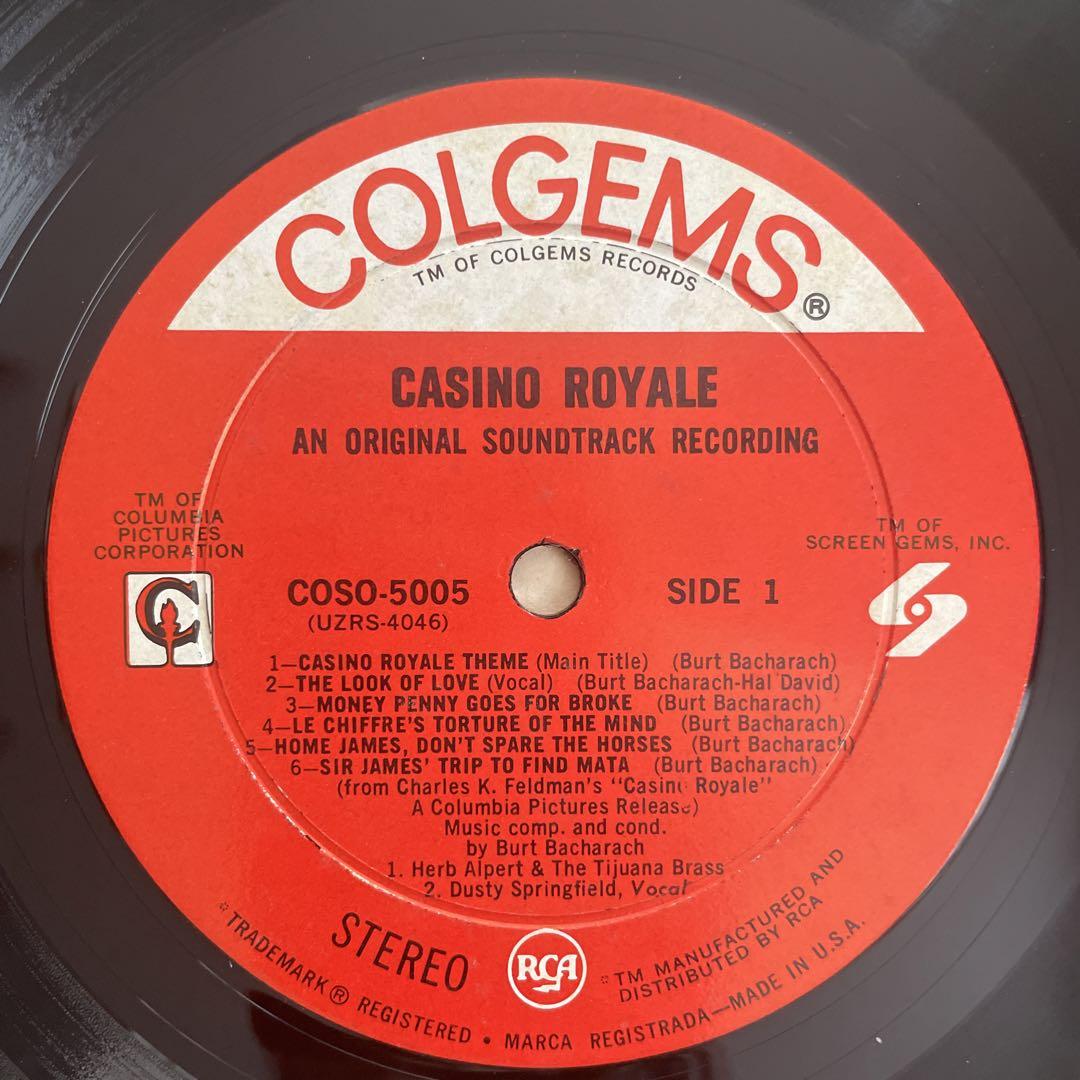 COLGEMS®
TM OF COLGEMS RECORDS
CASINO ROYALE
AN ORIGINAL SOUNDTRACK RECORDING
TM OF
COLUMBIA
PICTURES
CORPORATION
TM OF
SCREEN GEMS, INC.
COSO-5005
(UZRS-4046)
SIDE 1
1—CASINO ROYALE THEME (Main Title) (Burt Bacharach)
2—THE LOOK OF LOVE (Vocal) (Burt Bacharach-Hal David)
3—MONEY PENNY GOES FOR BROKE (Burt Bacharach)
4—LE CHIFFRE'S TORTURE OF THE MIND (Burt Bacharach)
5—HOME JAMES, DON'T SPARE THE HORSES (Burt Bacharach)
6—SIR JAMES' TRIP TO FIND MATA (Burt Bacharach)
(from Charles K. Feldman's "Casino Royale"
A Columbia Pictures Release)
Music comp. and cond.
by Burt Bacharach
1. Herb Alpert & The Tijuana Brass
2. Dusty Springfield, Vocal
STEREO
RCA
*TM MANUFACTURED AND
DISTRIBUTED BY RCA
*TRADEMARK ® REGISTERED • MARCA REGISTRADA—MADE IN U.S.A.